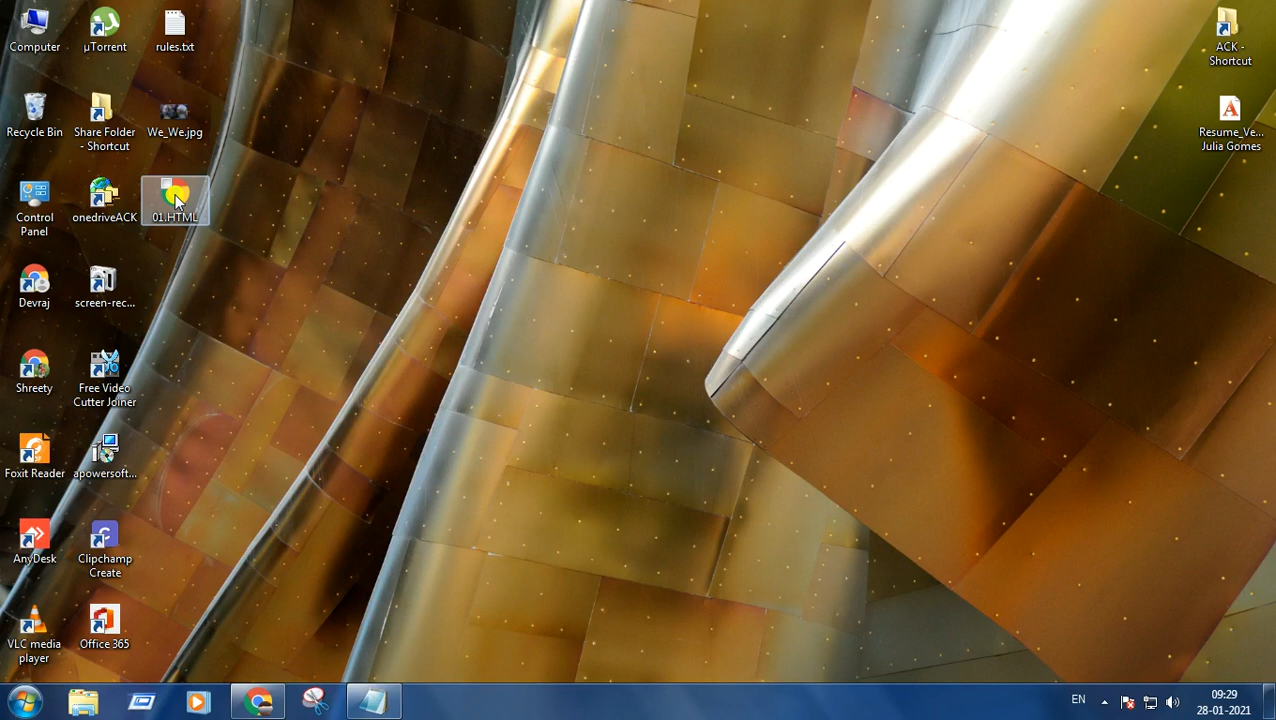 Computer
µTorrent
rules.txt
Recycle Bin
Share Folder
- Shortcut
We_We.jpg
Control
Panel
onedriveACK
01.HTML
Devraj
screen-rec...
Shreety
Free Video
Cutter Joiner
Foxit Reader
apowersoft...
AnyDesk
Clipchamp
Create
VLC media
player
Office 365
ACK -
Shortcut
Resume_Ve...
Julia Gomes
EN
09:29
28-01-2021